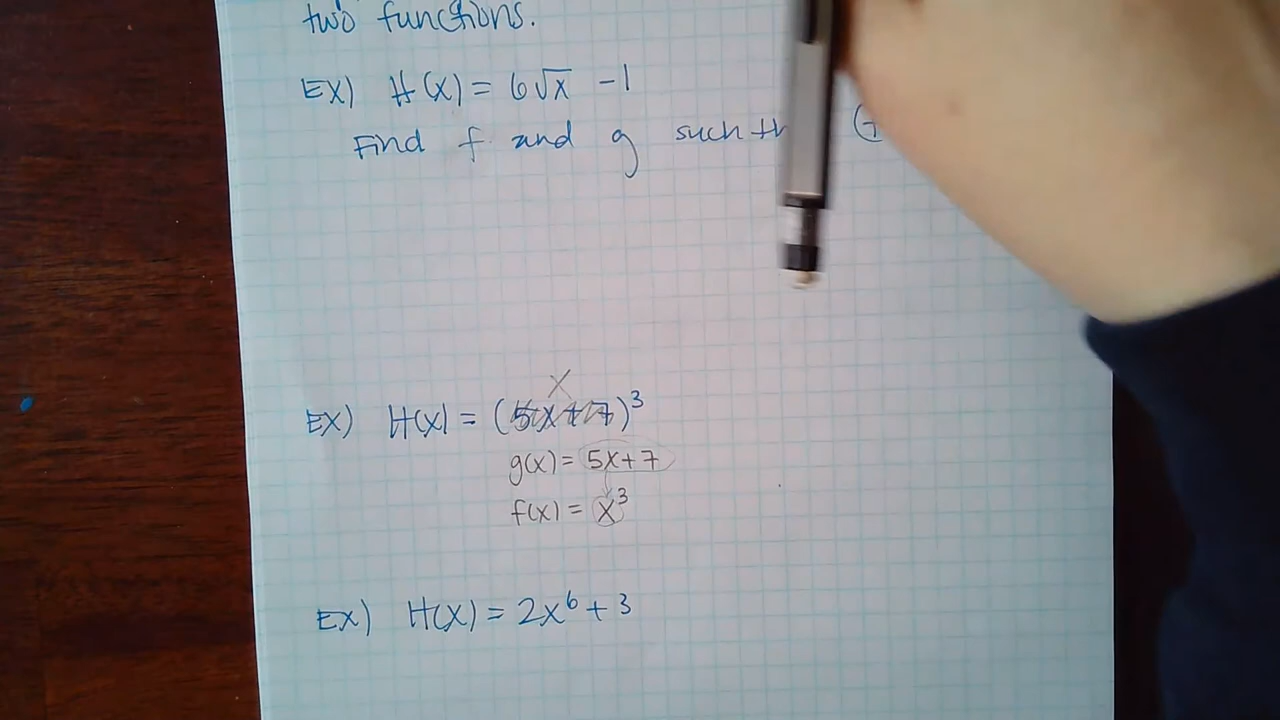 two functions.
EX) H(x) = 6√x - 1
Find f and g such
EX) H(x) = (5x+7)³
X
g(x) = 5x+7
f(x) = x³
EX) H(x) = 2x⁶ + 3